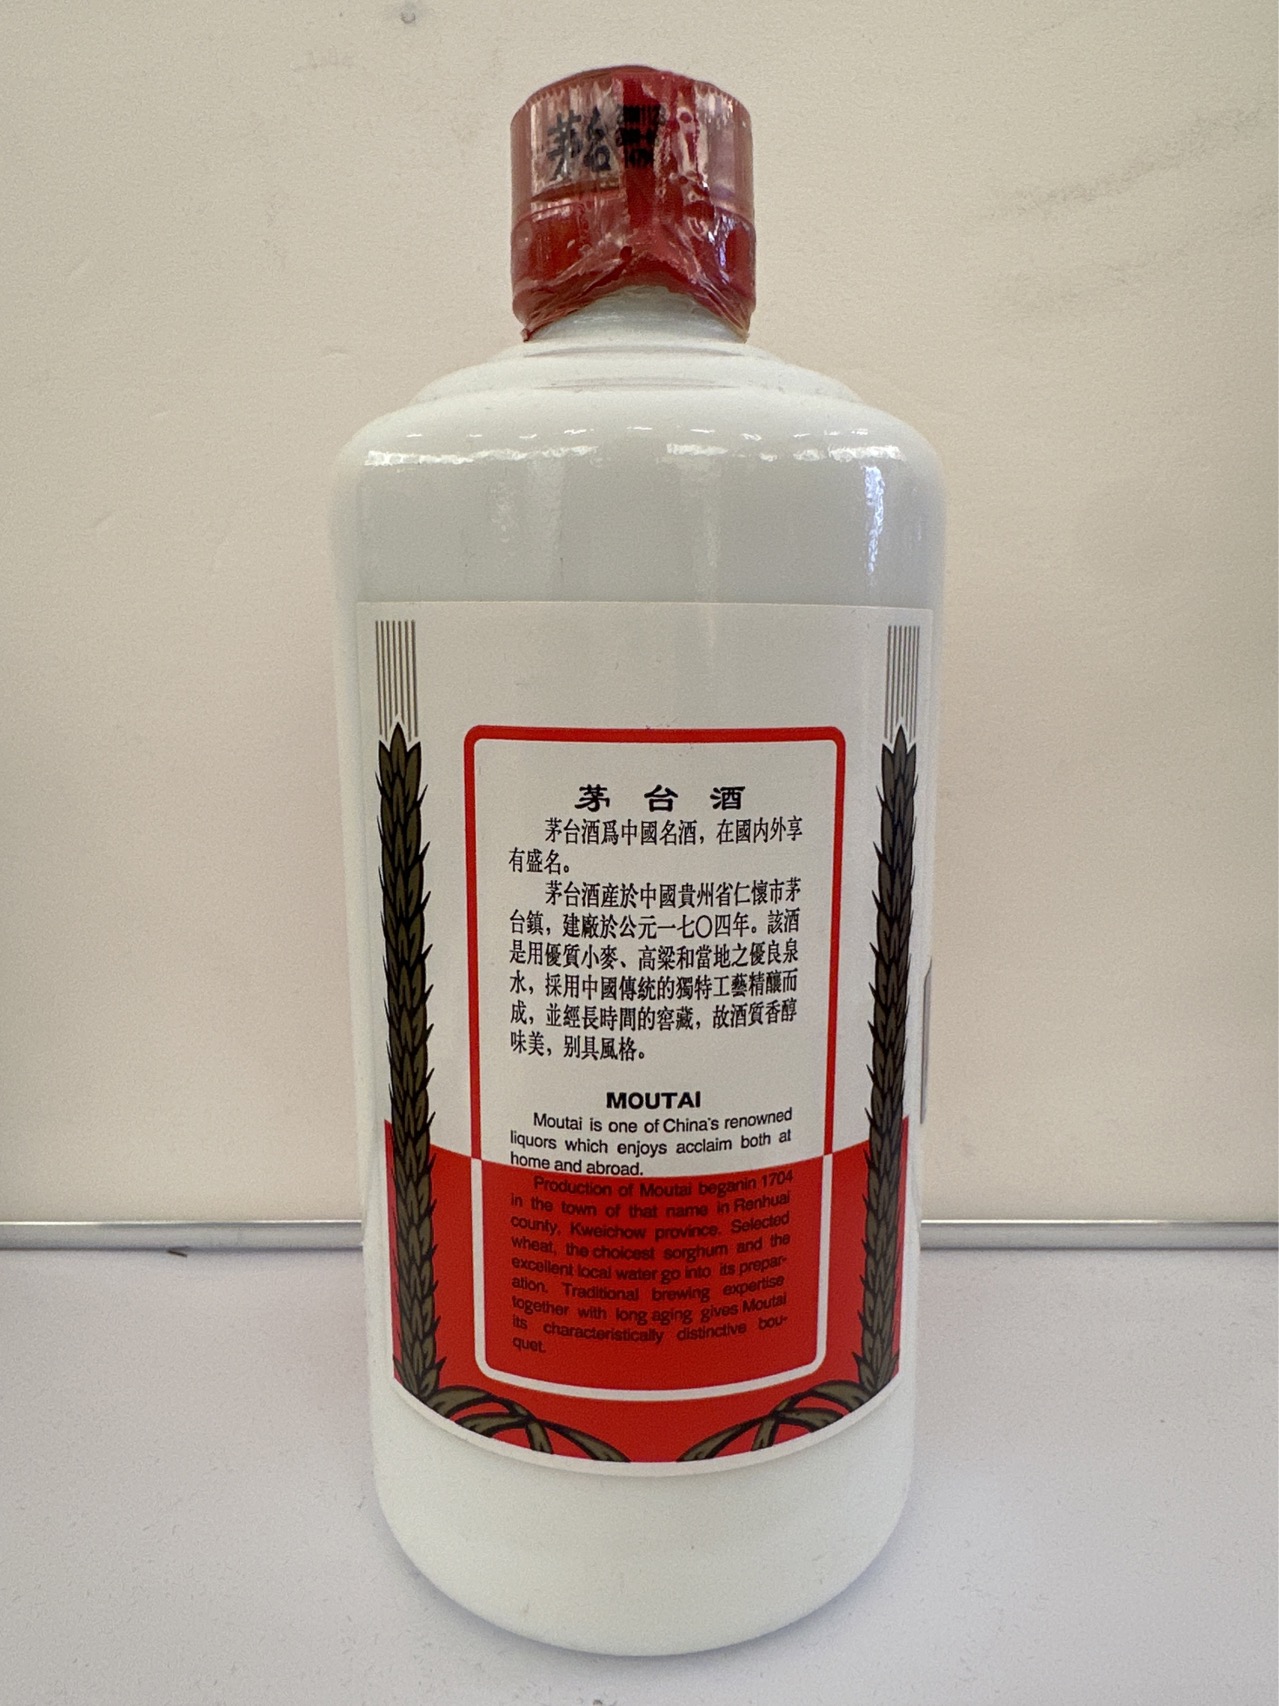 茅台
茅台酒
茅台酒爲中國名酒，在國内外享
有盛名。
茅台酒産於中國貴州省仁懷市茅
台鎮，建廠於公元一七〇四年。該酒
是用優質小麥、高粱和當地之優良泉
水，採用中國傳統的獨特工藝精釀而
成，並經長時間的窖藏，故酒質香醇
味美，别具風格。
MOUTAI
Moutai is one of China's renowned
liquors which enjoys acclaim both at
home and abroad.
Production of Moutai beganin 1704
in the town of that name in Renhuai
county, Kweichow province. Selected
wheat, the choicest sorghum and the
excellent local water go into its prepar-
ation. Traditional brewing expertise
together with long aging gives Moutai
its characteristically distinctive bou-
quet.